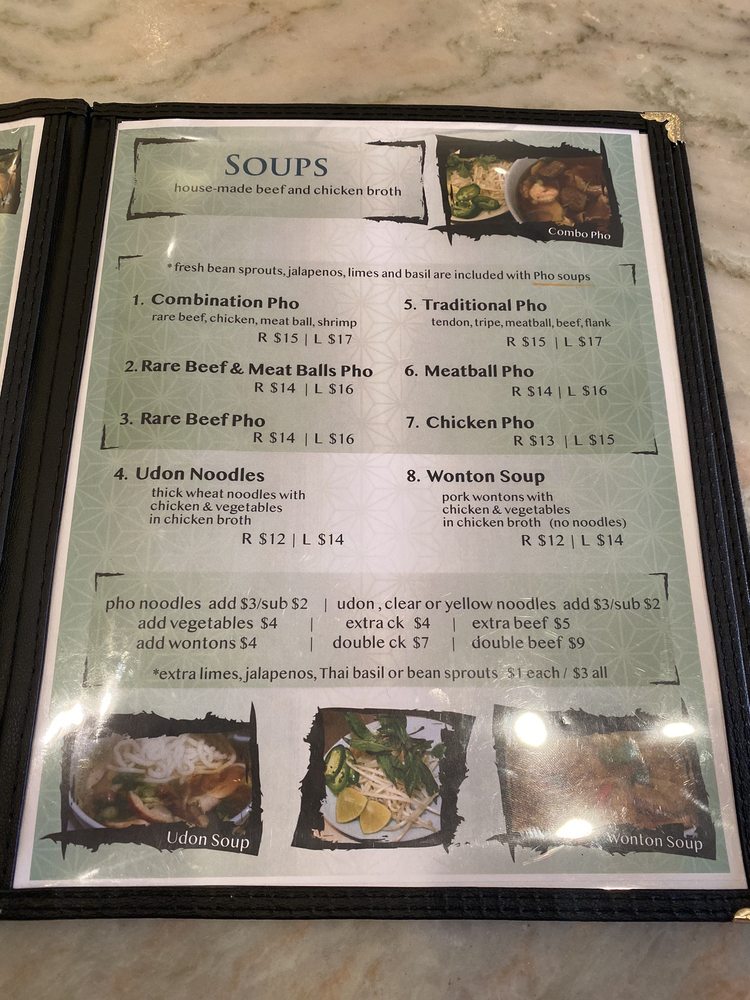 SOUPS
house-made beef and chicken broth
Combo Pho
*fresh bean sprouts, jalapenos, limes and basil are included with Pho soups
1. Combination Pho
rare beef, chicken, meat ball, shrimp
R $15 | L $17
2. Rare Beef & Meat Balls Pho
R $14 | L $16
3. Rare Beef Pho
R $14 | L $16
4. Udon Noodles
thick wheat noodles with
chicken & vegetables
in chicken broth
R $12 | L $14
5. Traditional Pho
tendon, tripe, meatball, beef, flank
R $15 | L $17
6. Meatball Pho
R $14 | L $16
7. Chicken Pho
R $13 | L $15
8. Wonton Soup
pork wontons with
chicken & vegetables
in chicken broth (no noodles)
R $12 | L $14
pho noodles add $3/sub $2 | udon, clear or yellow noodles add $3/sub $2
add vegetables $4 | extra ck $4 | extra beef $5
add wontons $4 | double ck $7 | double beef $9
*extra limes, jalapenos, Thai basil or bean sprouts $1 each / $3 all
Udon Soup
Wonton Soup